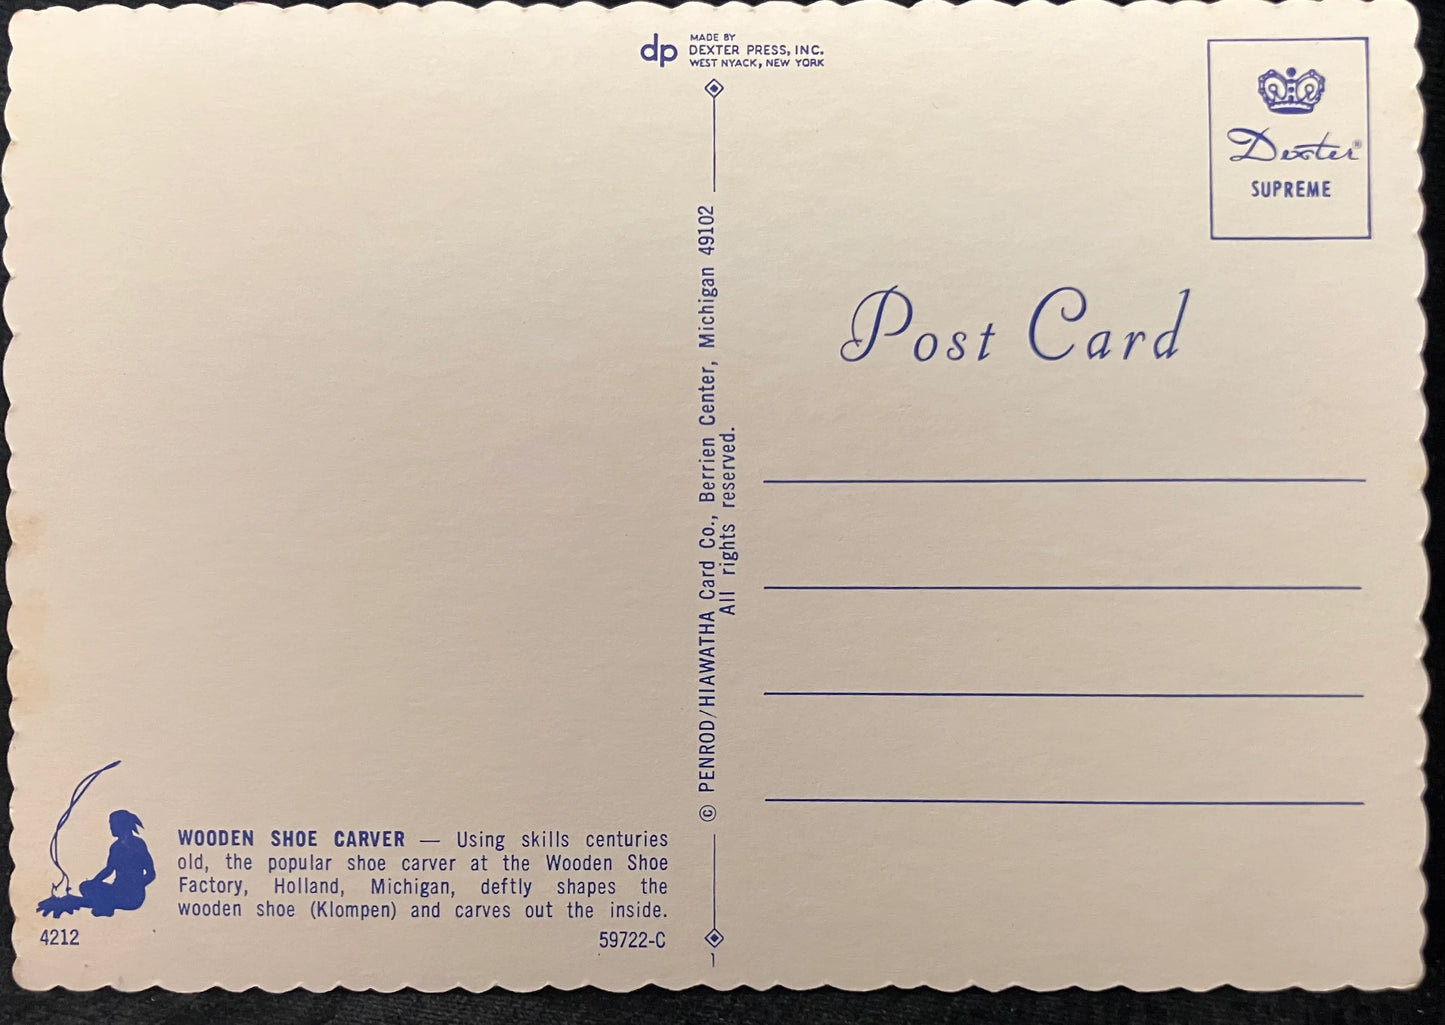 dp MADE BY
DEXTER PRESS, INC.
WEST NYACK, NEW YORK
Dexter®
SUPREME
Post Card
© PENROD/HIAWATHA Card Co., Berrien Center, Michigan 49102
All rights reserved.
WOODEN SHOE CARVER — Using skills centuries
old, the popular shoe carver at the Wooden Shoe
Factory, Holland, Michigan, deftly shapes the
wooden shoe (Klompen) and carves out the inside.
4212
59722-C